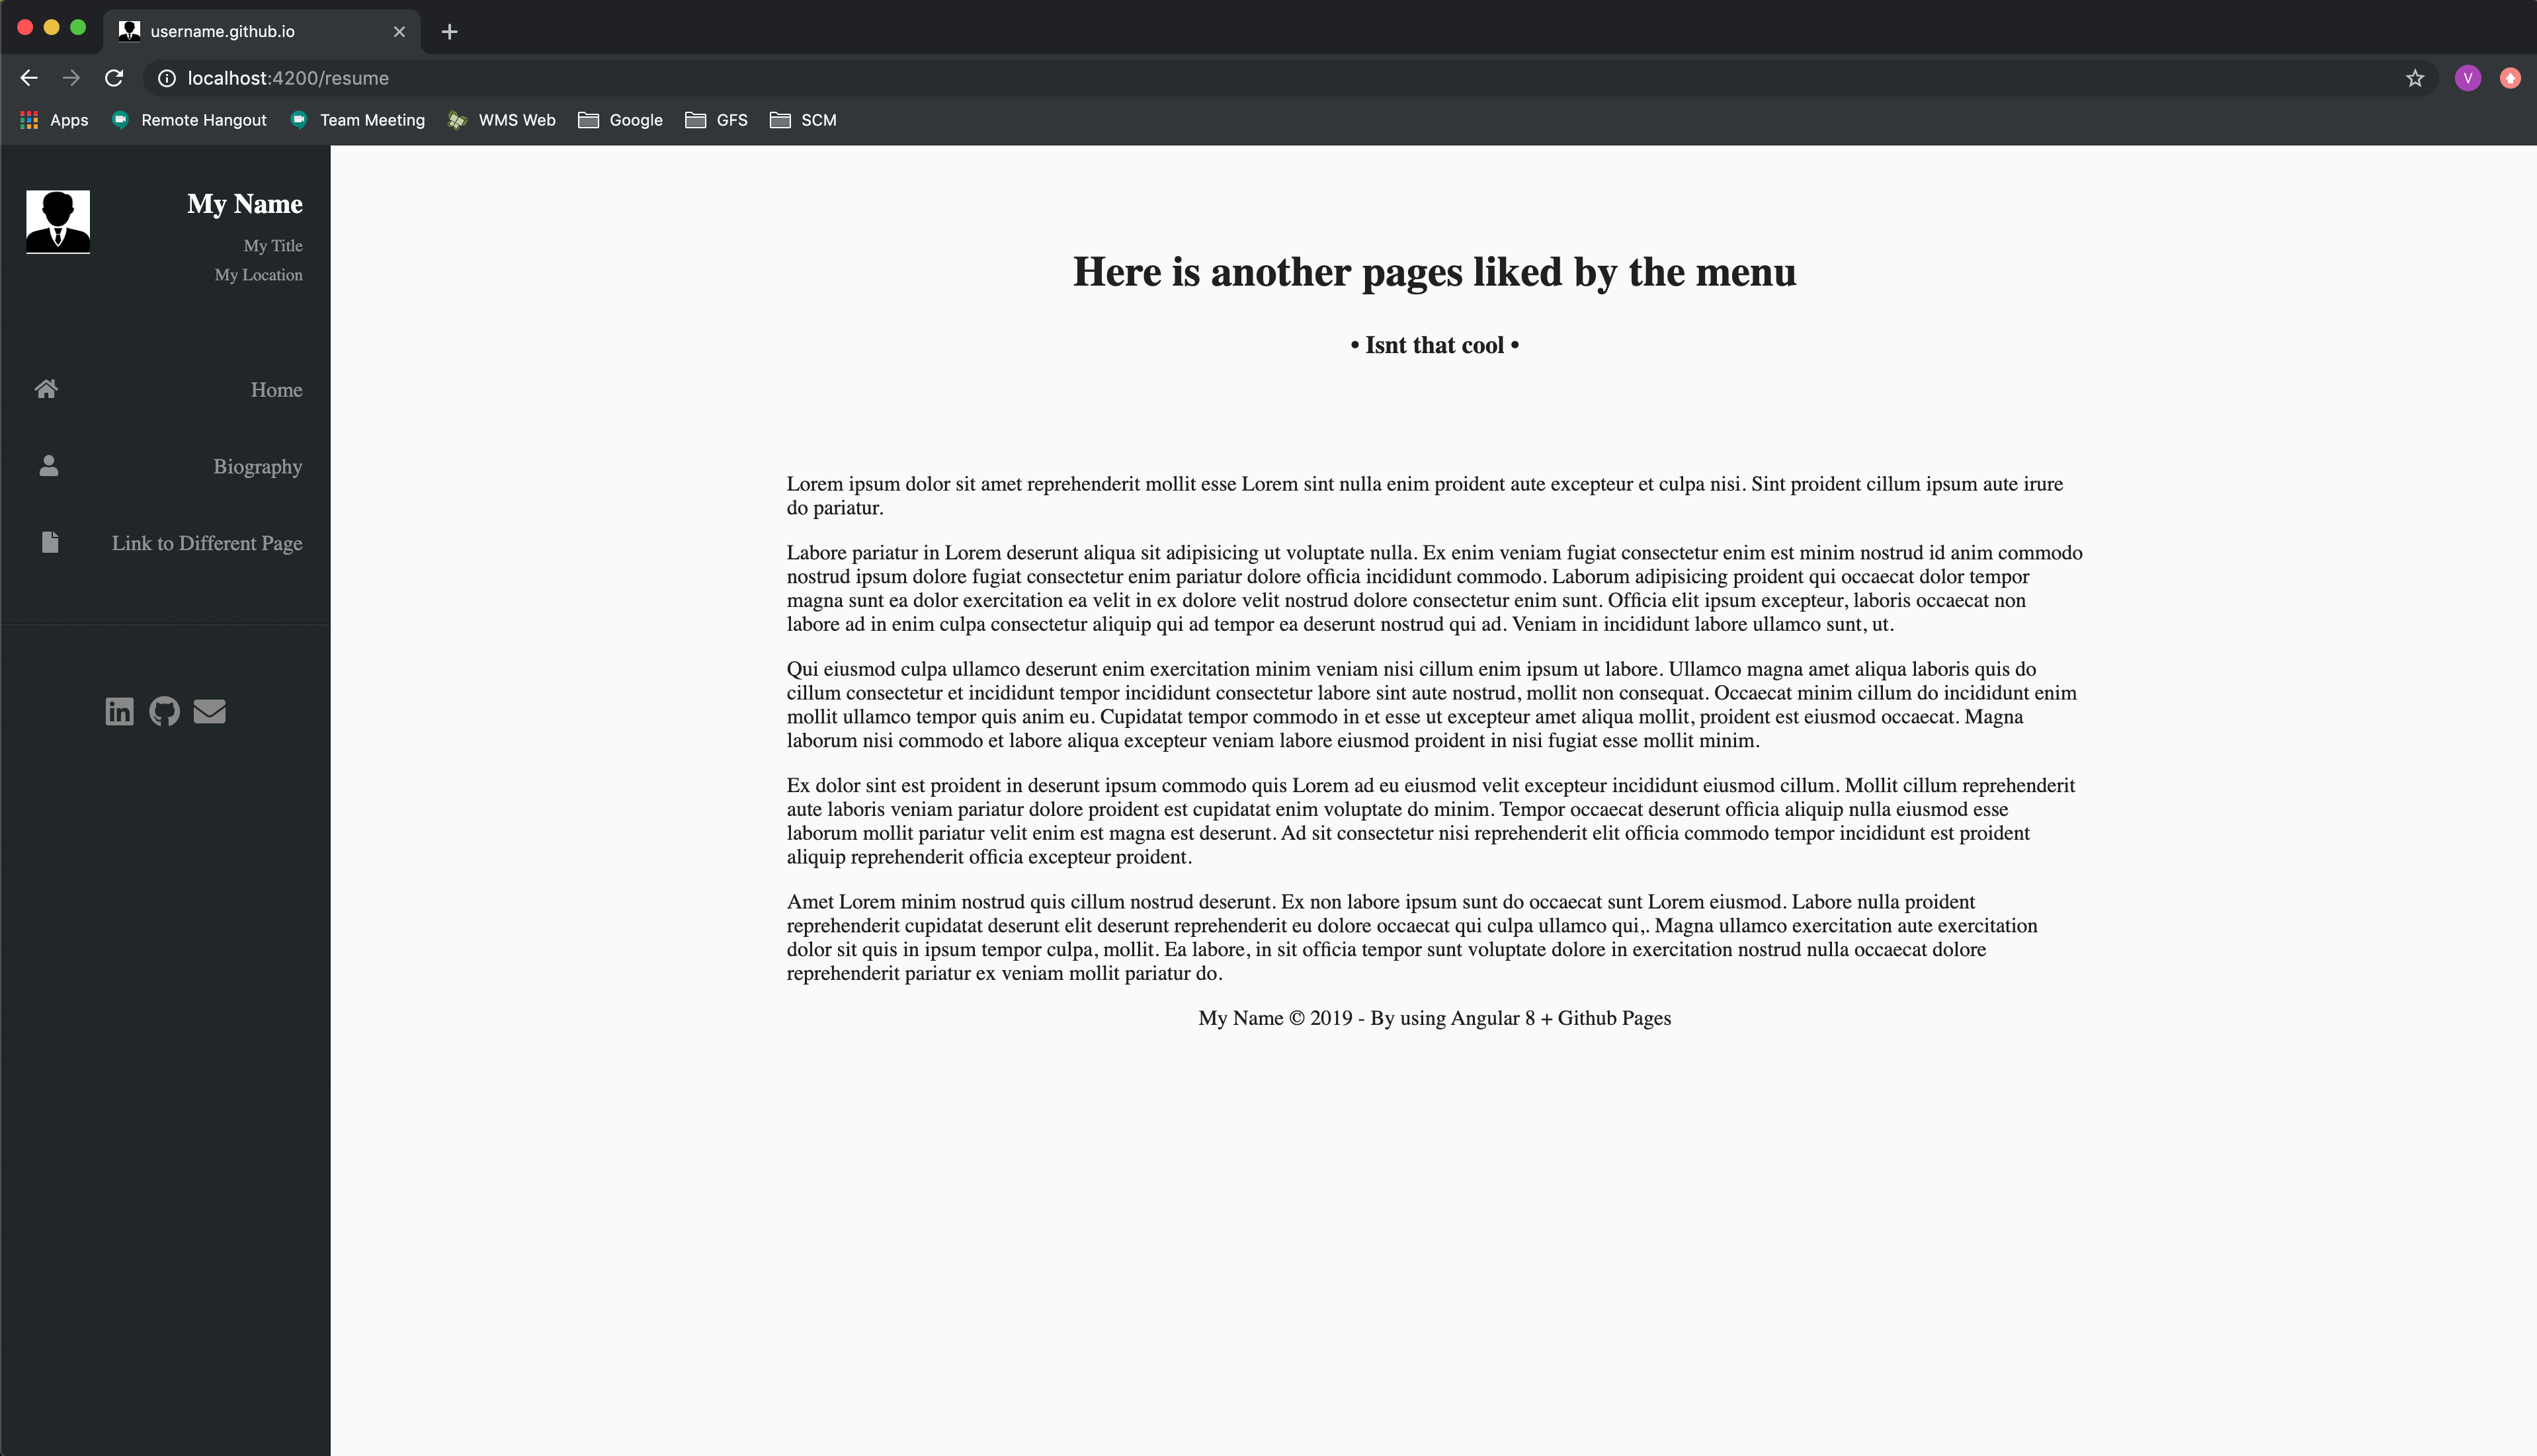 username.github.io
localhost:4200/resume
V
Apps Remote Hangout Team Meeting WMS Web Google GFS SCM
My Name
My Title
My Location
Home
Biography
Link to Different Page
in
Here is another pages liked by the menu
• Isnt that cool •
Lorem ipsum dolor sit amet reprehenderit mollit esse Lorem sint nulla enim proident aute excepteur et culpa nisi. Sint proident cillum ipsum aute irure
do pariatur.
Labore pariatur in Lorem deserunt aliqua sit adipisicing ut voluptate nulla. Ex enim veniam fugiat consectetur enim est minim nostrud id anim commodo
nostrud ipsum dolore fugiat consectetur enim pariatur dolore officia incididunt commodo. Laborum adipisicing proident qui occaecat dolor tempor
magna sunt ea dolor exercitation ea velit in ex dolore velit nostrud dolore consectetur enim sunt. Officia elit ipsum excepteur, laboris occaecat non
labore ad in enim culpa consectetur aliquip qui ad tempor ea deserunt nostrud qui ad. Veniam in incididunt labore ullamco sunt, ut.
Qui eiusmod culpa ullamco deserunt enim exercitation minim veniam nisi cillum enim ipsum ut labore. Ullamco magna amet aliqua laboris quis do
cillum consectetur et incididunt tempor incididunt consectetur labore sint aute nostrud, mollit non consequat. Occaecat minim cillum do incididunt enim
mollit ullamco tempor quis anim eu. Cupidatat tempor commodo in et esse ut excepteur amet aliqua mollit, proident est eiusmod occaecat. Magna
laborum nisi commodo et labore aliqua excepteur veniam labore eiusmod proident in nisi fugiat esse mollit minim.
Ex dolor sint est proident in deserunt ipsum commodo quis Lorem ad eu eiusmod velit excepteur incididunt eiusmod cillum. Mollit cillum reprehenderit
aute laboris veniam pariatur dolore proident est cupidatat enim voluptate do minim. Tempor occaecat deserunt officia aliquip nulla eiusmod esse
laborum mollit pariatur velit enim est magna est deserunt. Ad sit consectetur nisi reprehenderit elit officia commodo tempor incididunt est proident
aliquip reprehenderit officia excepteur proident.
Amet Lorem minim nostrud quis cillum nostrud deserunt. Ex non labore ipsum sunt do occaecat sunt Lorem eiusmod. Labore nulla proident
reprehenderit cupidatat deserunt elit deserunt reprehenderit eu dolore occaecat qui culpa ullamco qui,. Magna ullamco exercitation aute exercitation
dolor sit quis in ipsum tempor culpa, mollit. Ea labore, in sit officia tempor sunt voluptate dolore in exercitation nostrud nulla occaecat dolore
reprehenderit pariatur ex veniam mollit pariatur do.
My Name © 2019 - By using Angular 8 + Github Pages